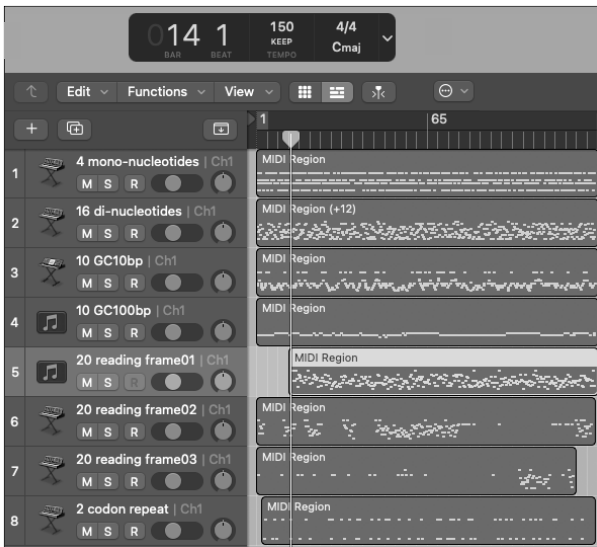 014 1 150 4/4
KEEP Cmaj
BAR BEAT TEMPO
Edit Functions View
1 65
1 4 mono-nucleotides | Ch1 MIDI Region
M S R
2 16 di-nucleotides | Ch1 MIDI Region (+12)
M S R
3 10 GC10bp | Ch1 MIDI Region
M S R
4 10 GC100bp | Ch1 MIDI Region
M S R
5 20 reading frame01 | Ch1 MIDI Region
M S R
6 20 reading frame02 | Ch1 MIDI Region
M S R
7 20 reading frame03 | Ch1 MIDI Region
M S R
8 2 codon repeat | Ch1 MIDI Region
M S R